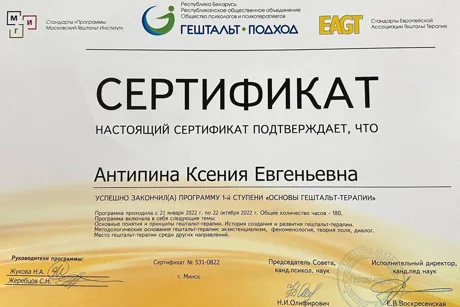 МИГ
Стандарты «Программы
Московский Гештальт Институт»
Республика Беларусь
Республиканское общественное объединение
Общество психологов и психотерапевтов
ГЕШТАЛЬТ-ПОДХОД
EAGT
Стандарты Европейской
Ассоциации Гештальт Терапии
СЕРТИФИКАТ
НАСТОЯЩИЙ СЕРТИФИКАТ ПОДТВЕРЖДАЕТ, ЧТО
Антипина Ксения Евгеньевна
УСПЕШНО ЗАКОНЧИЛ(А) ПРОГРАММУ 1-й СТУПЕНИ «ОСНОВЫ ГЕШТАЛЬТ-ТЕРАПИИ»
Программа проходила с 21 января 2022 г. по 22 октября 2022 г. Общее количество часов - 180.
Программа включала в себя следующие темы:
Основные понятия и принципы гештальт-терапии. История создания и развития гештальт-терапии.
Методологические основания гештальт-терапии: экзистенциализм, феноменология, теория поля, диалог.
Место гештальт-терапии среди других направлений.
Руководители программы:
Жукова Н.А.
Жеребцов С.Н.
Сертификат № 531-0822
г. Минск
Председатель Совета,
канд.психол. наук
Н.И.Олифирович
Исполнительный директор,
канд.пед наук
Е.В.Воскресенская